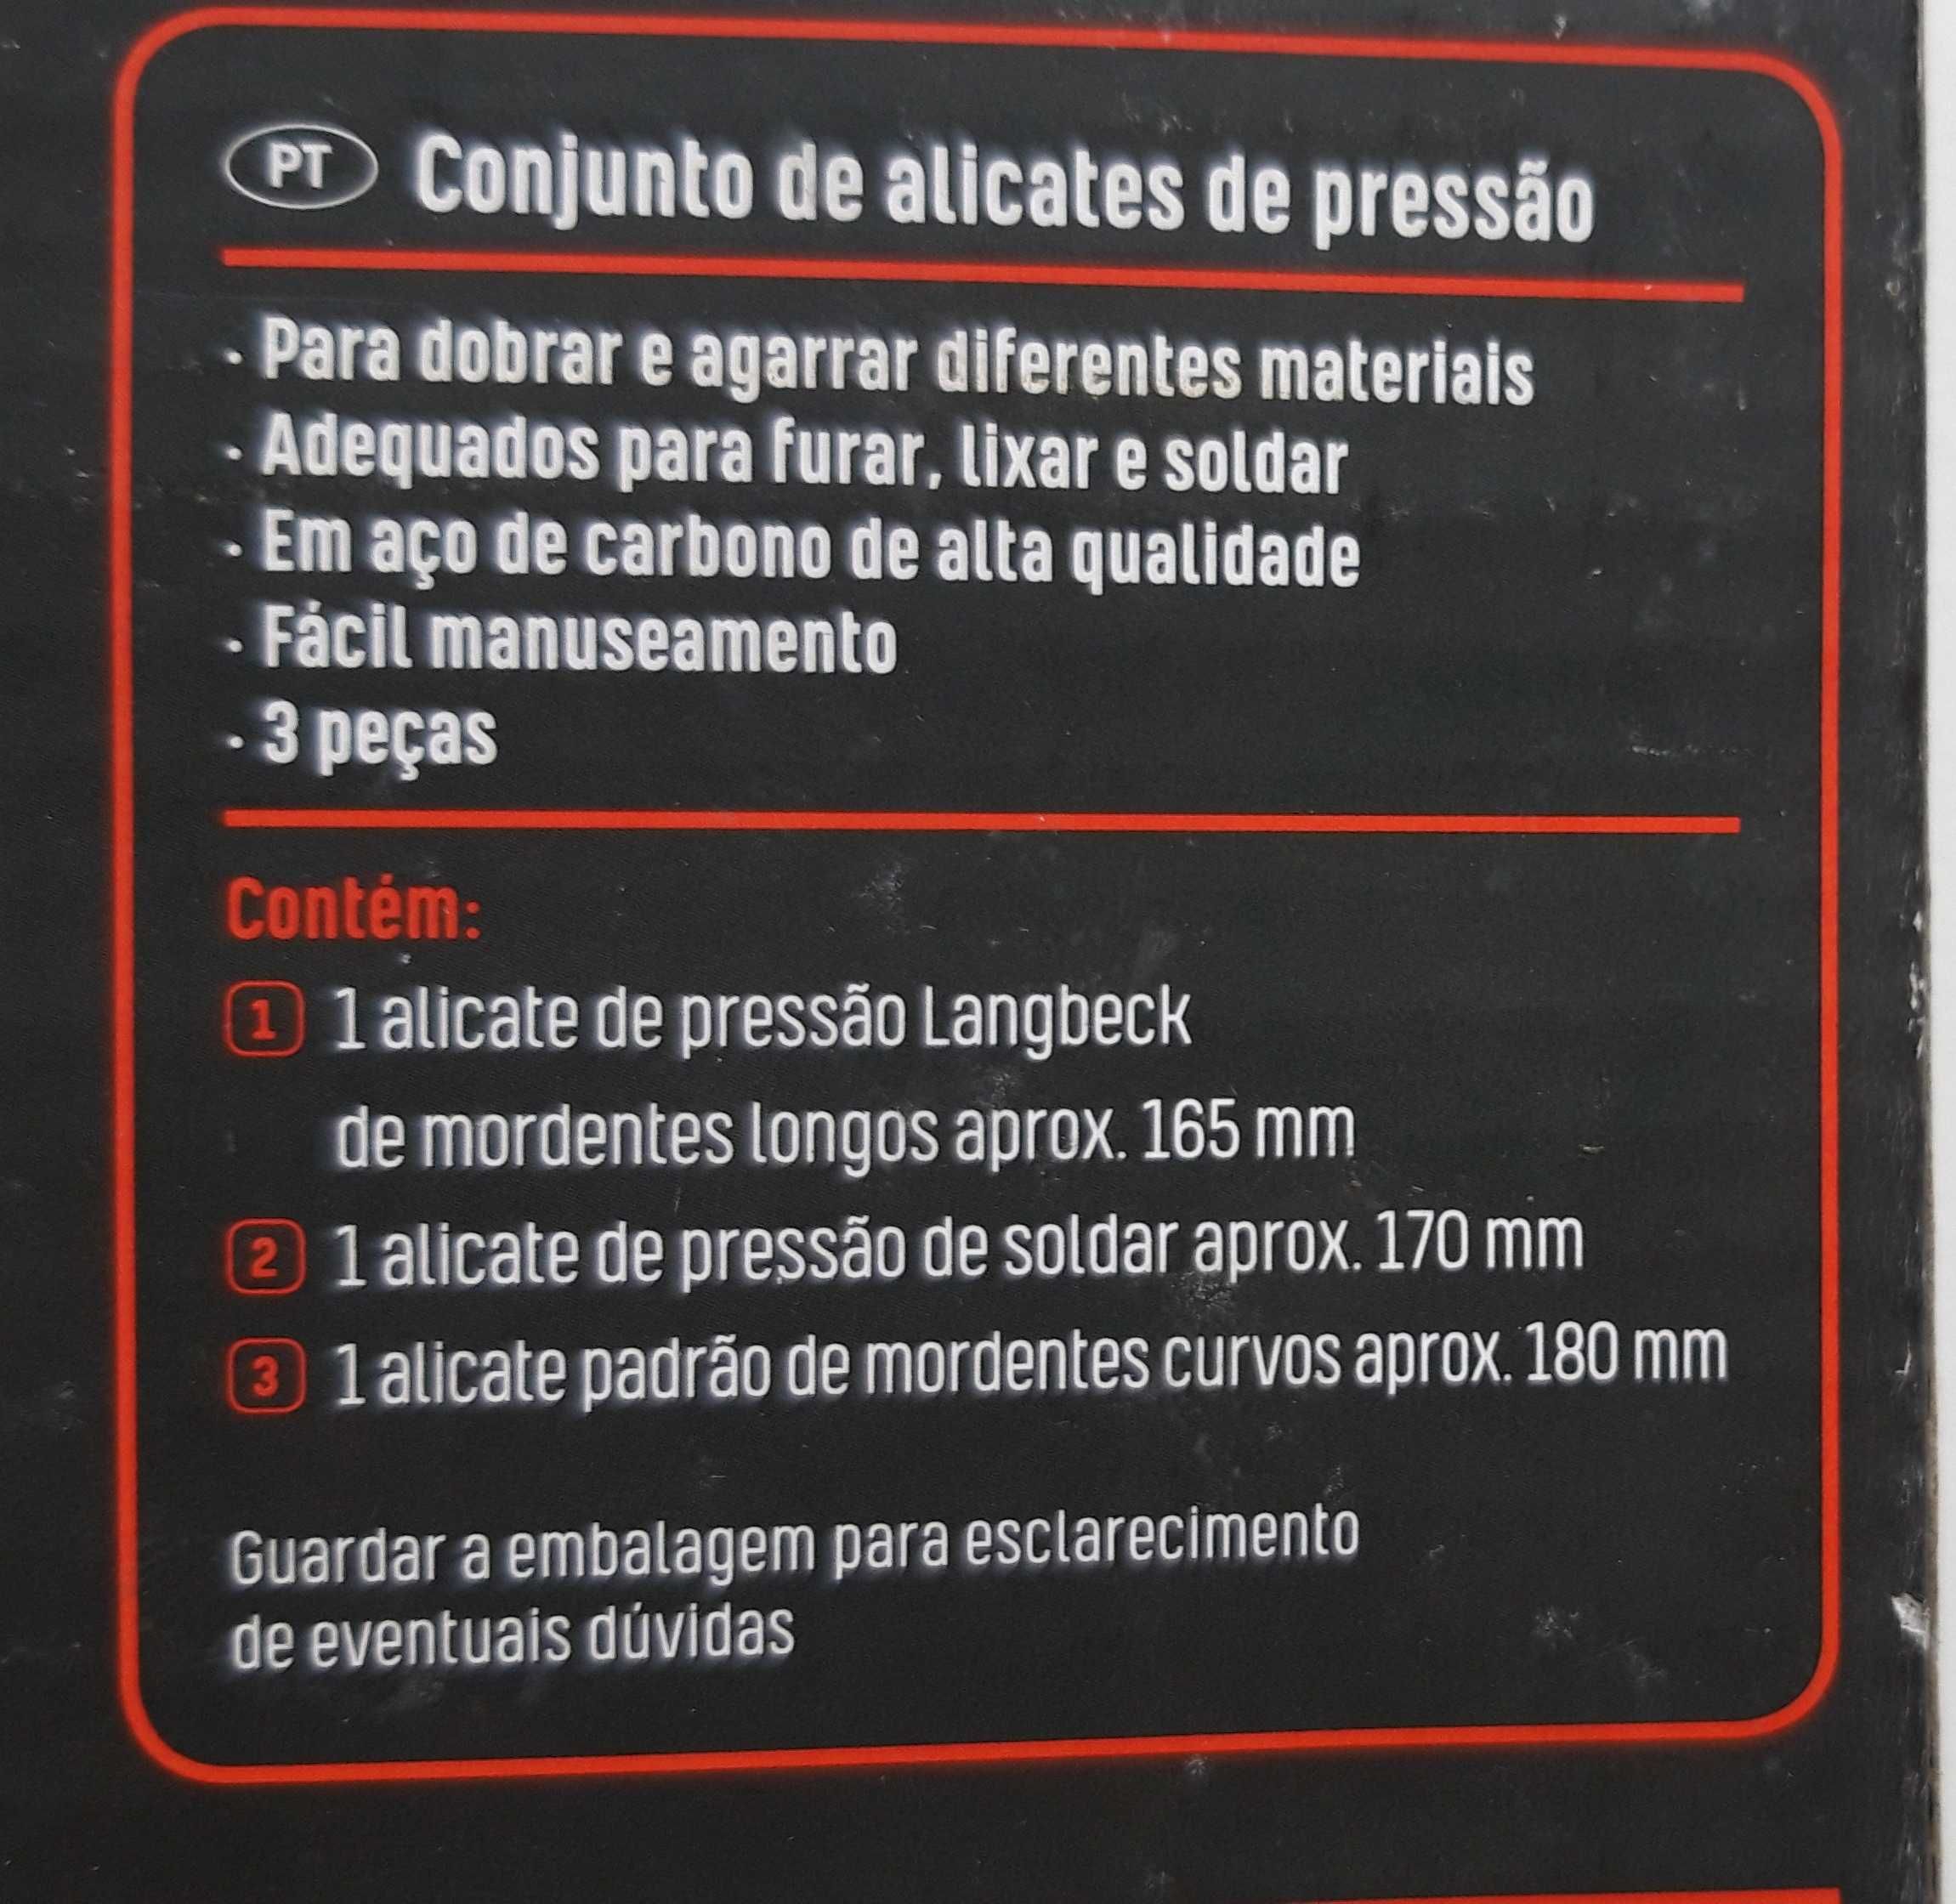 PT Conjunto de alicates de pressão
· Para dobrar e agarrar diferentes materiais
· Adequados para furar, lixar e soldar
· Em aço de carbono de alta qualidade
· Fácil manuseamento
· 3 peças
Contém:
1 1 alicate de pressão Langbeck
de mordentes longos aprox. 165 mm
2 1 alicate de pressão de soldar aprox. 170 mm
3 1 alicate padrão de mordentes curvos aprox. 180 mm
Guardar a embalagem para esclarecimento
de eventuais dúvidas